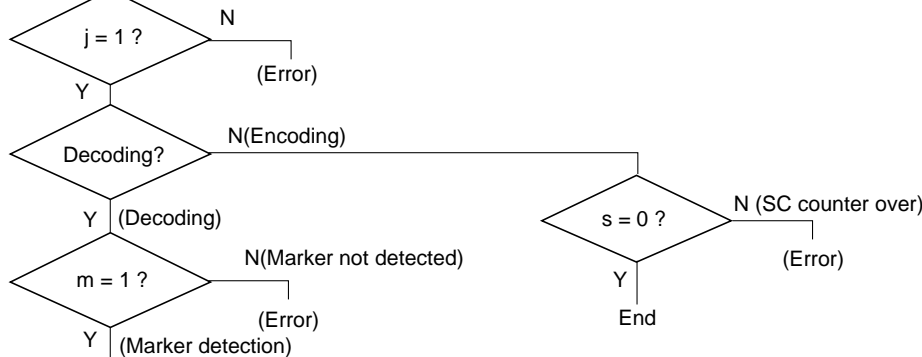 j = 1 ?
N
(Error)
Y
Decoding?
N(Encoding)
Y (Decoding)
s = 0 ?
N (SC counter over)
(Error)
Y
End
m = 1 ?
N(Marker not detected)
(Error)
Y (Marker detection)